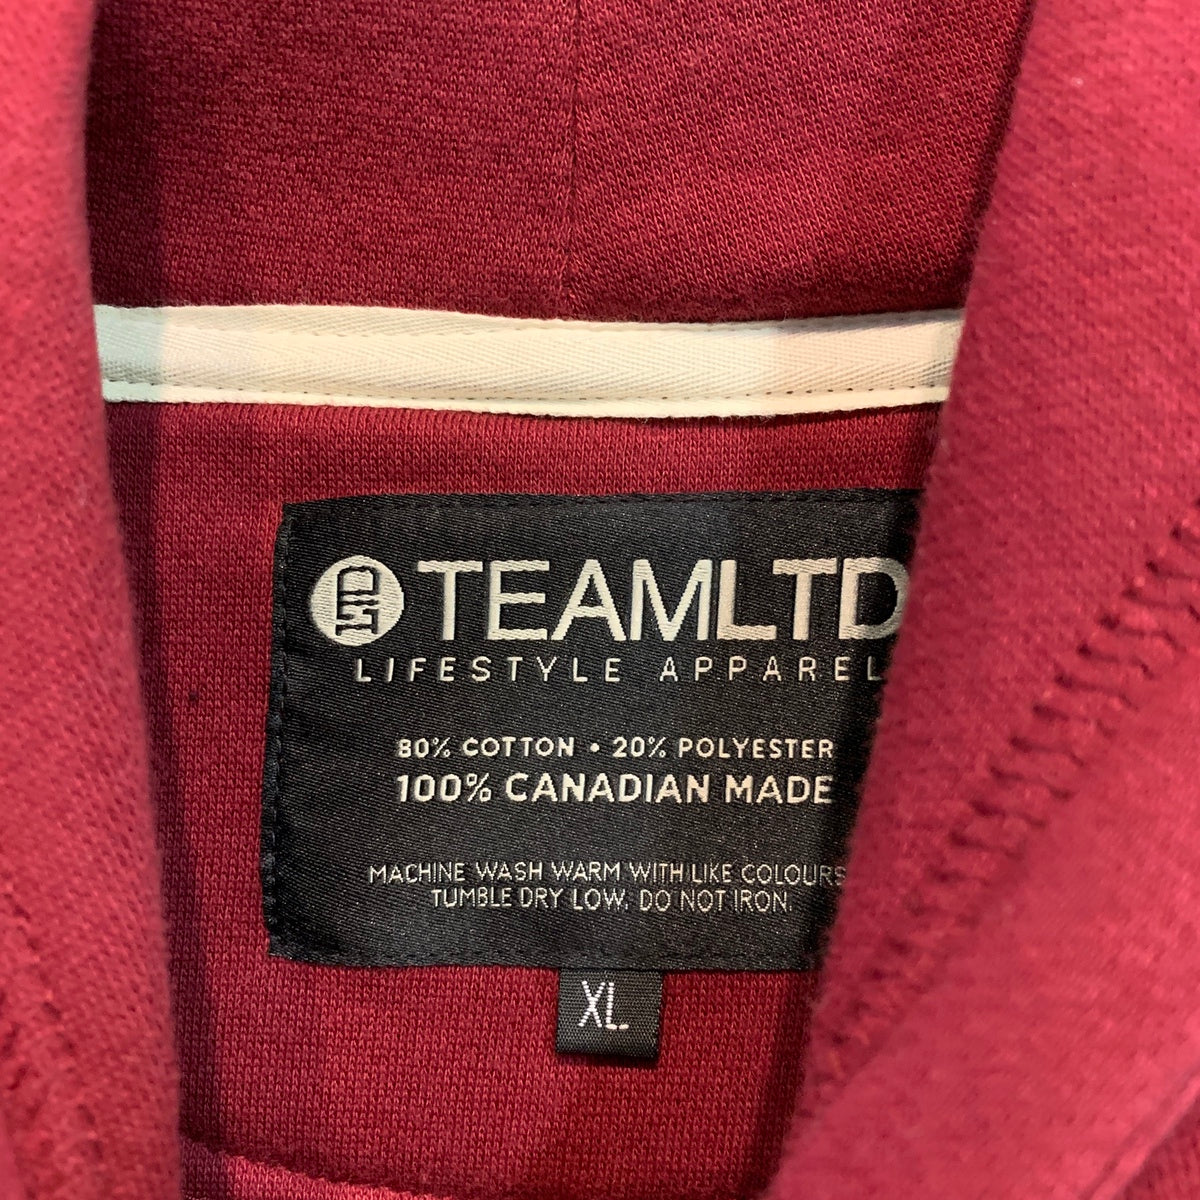 TEAMLTD
LIFESTYLE APPAREL
80% COTTON • 20% POLYESTER
100% CANADIAN MADE
MACHINE WASH WARM WITH LIKE COLOURS
TUMBLE DRY LOW. DO NOT IRON.
XL